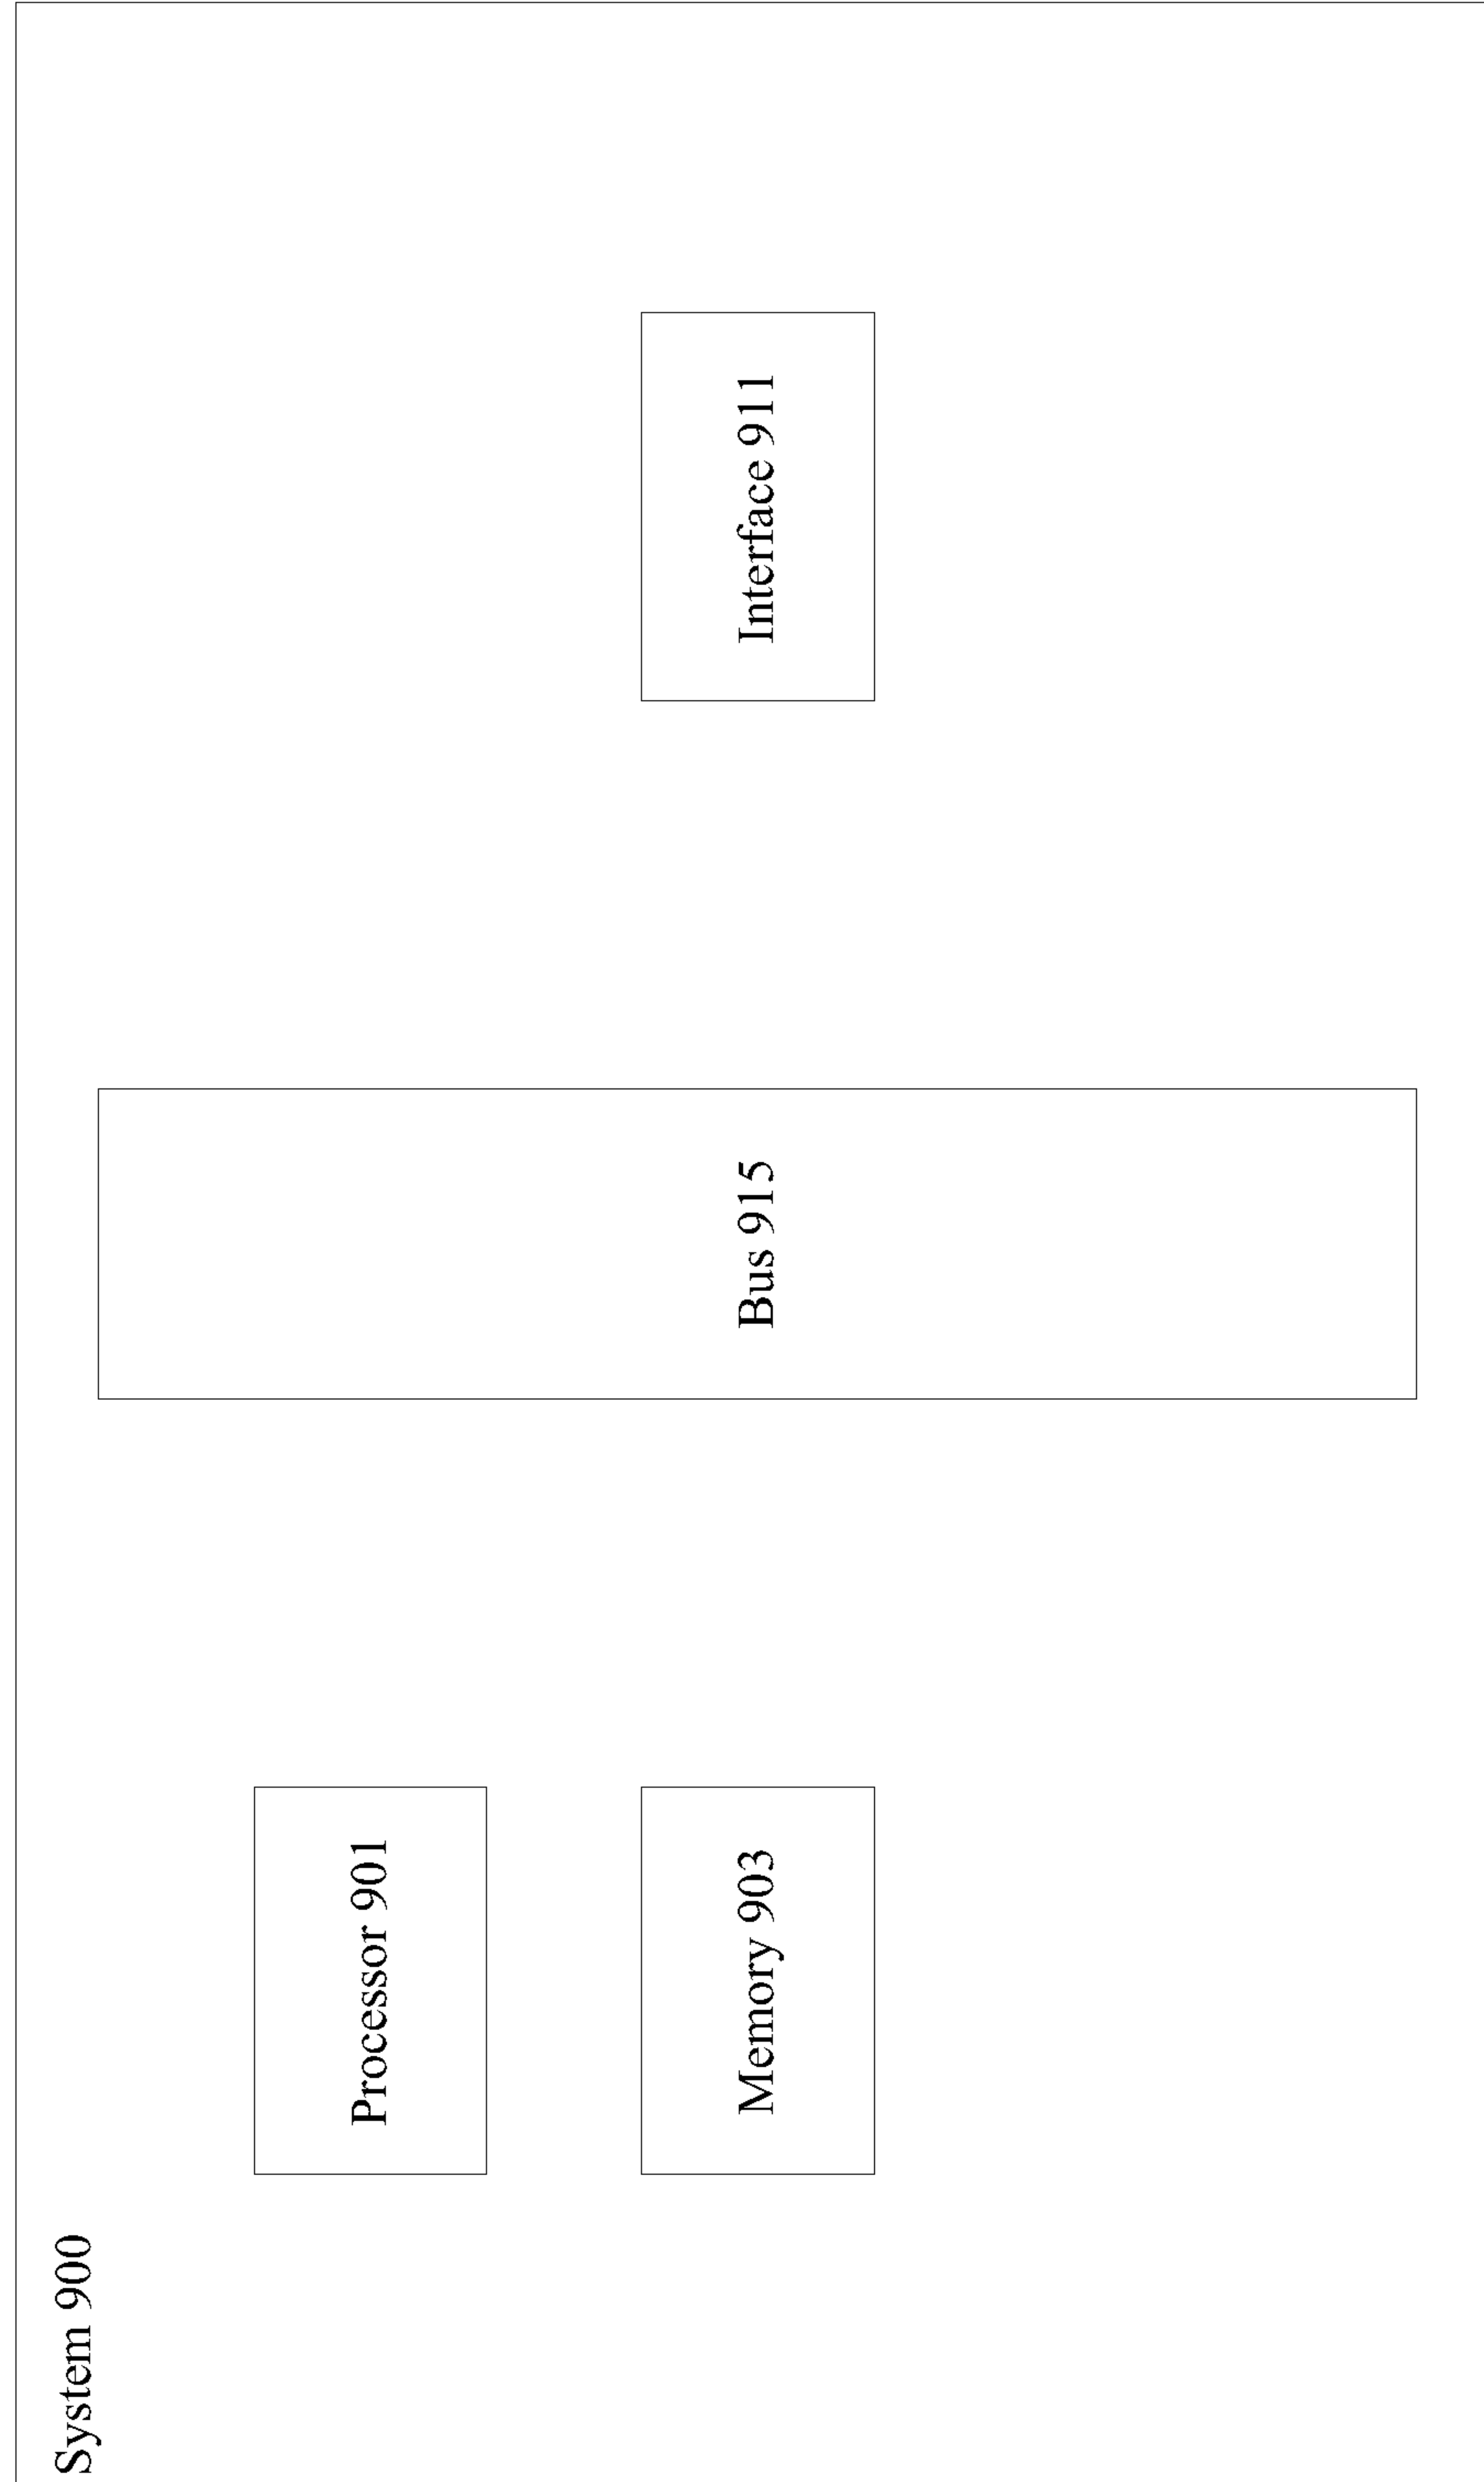 System 900
Processor 901
Memory 903
Bus 915
Interface 911